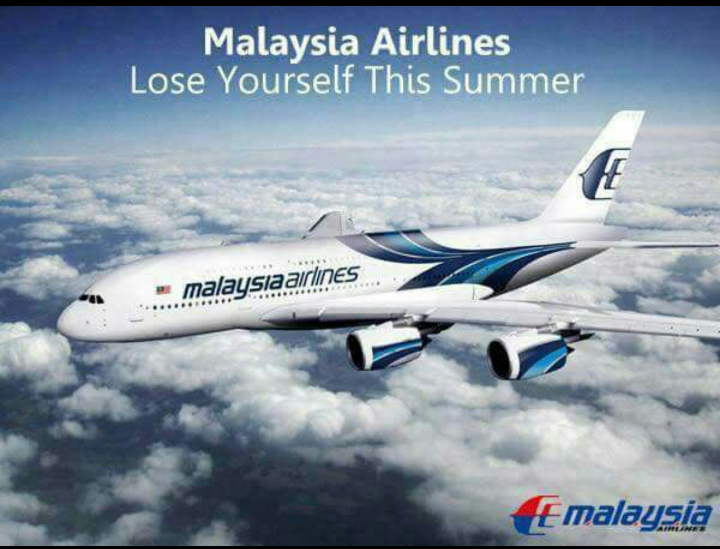 Malaysia Airlines
Lose Yourself This Summer
malaysiaairlines
malaysia
AIRLINES